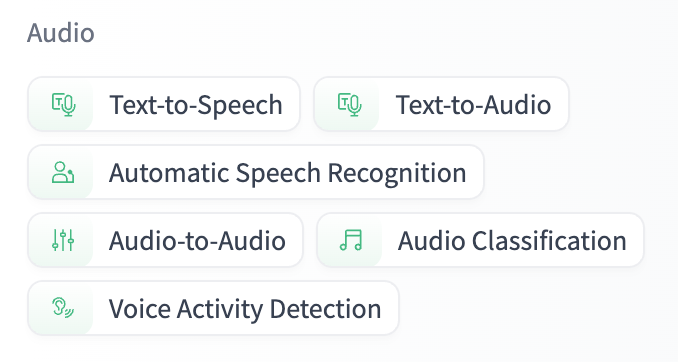 Audio
Text-to-Speech Text-to-Audio
Automatic Speech Recognition
Audio-to-Audio Audio Classification
Voice Activity Detection